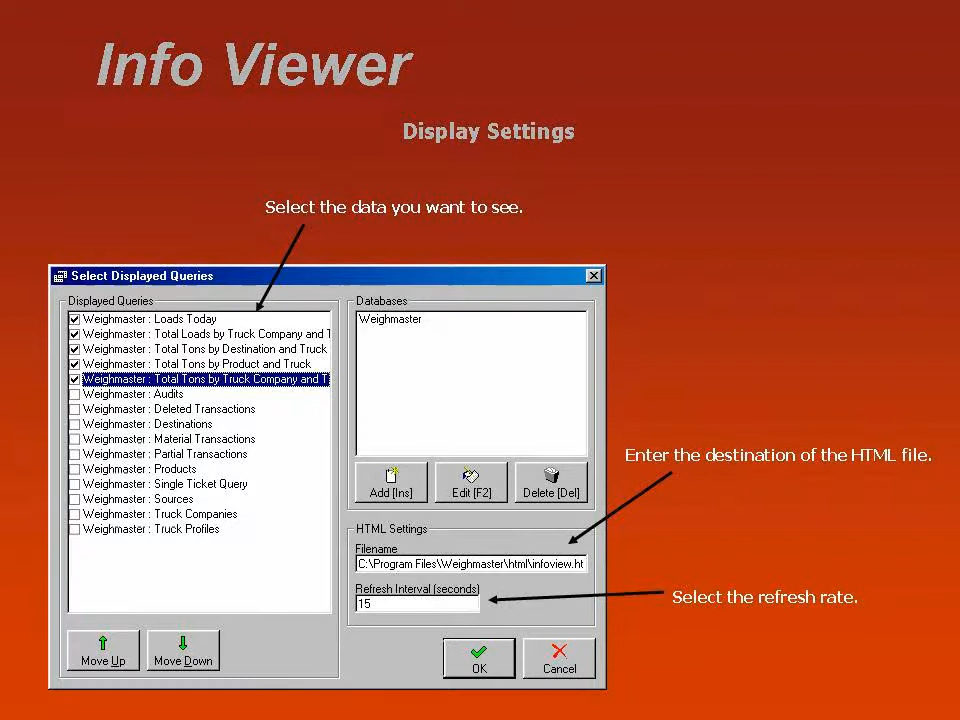 Info Viewer
Display Settings
Select the data you want to see.
Select Displayed Queries
Displayed Queries
Weighmaster : Loads Today
Weighmaster : Total Loads by Truck Company and T
Weighmaster : Total Tons by Destination and Truck
Weighmaster : Total Tons by Product and Truck
Weighmaster : Total Tons by Truck Company and T
Weighmaster : Audits
Weighmaster : Deleted Transactions
Weighmaster : Destinations
Weighmaster : Material Transactions
Weighmaster : Partial Transactions
Weighmaster : Products
Weighmaster : Single Ticket Query
Weighmaster : Sources
Weighmaster : Truck Companies
Weighmaster : Truck Profiles
Move Up
Move Down
Databases
Weighmaster
Add [Ins]
Edit [F2]
Delete [Del]
Enter the destination of the HTML file.
HTML Settings
Filename
C:\Program Files\Weighmaster\html\infoview.ht
Refresh Interval (seconds)
15
Select the refresh rate.
OK
Cancel